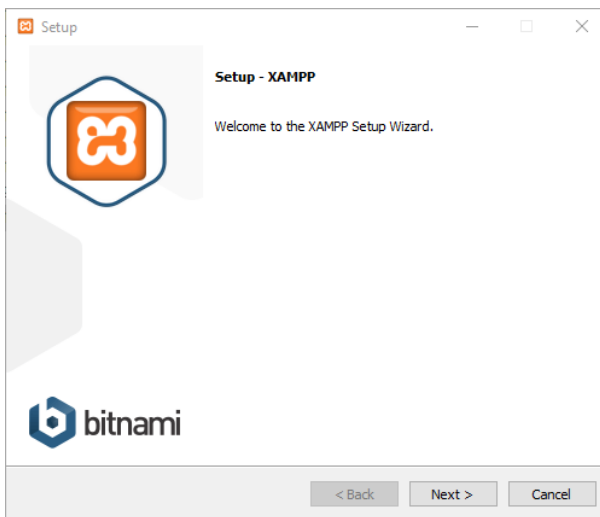 Setup
Setup - XAMPP
Welcome to the XAMPP Setup Wizard.
bitnami
< Back
Next >
Cancel